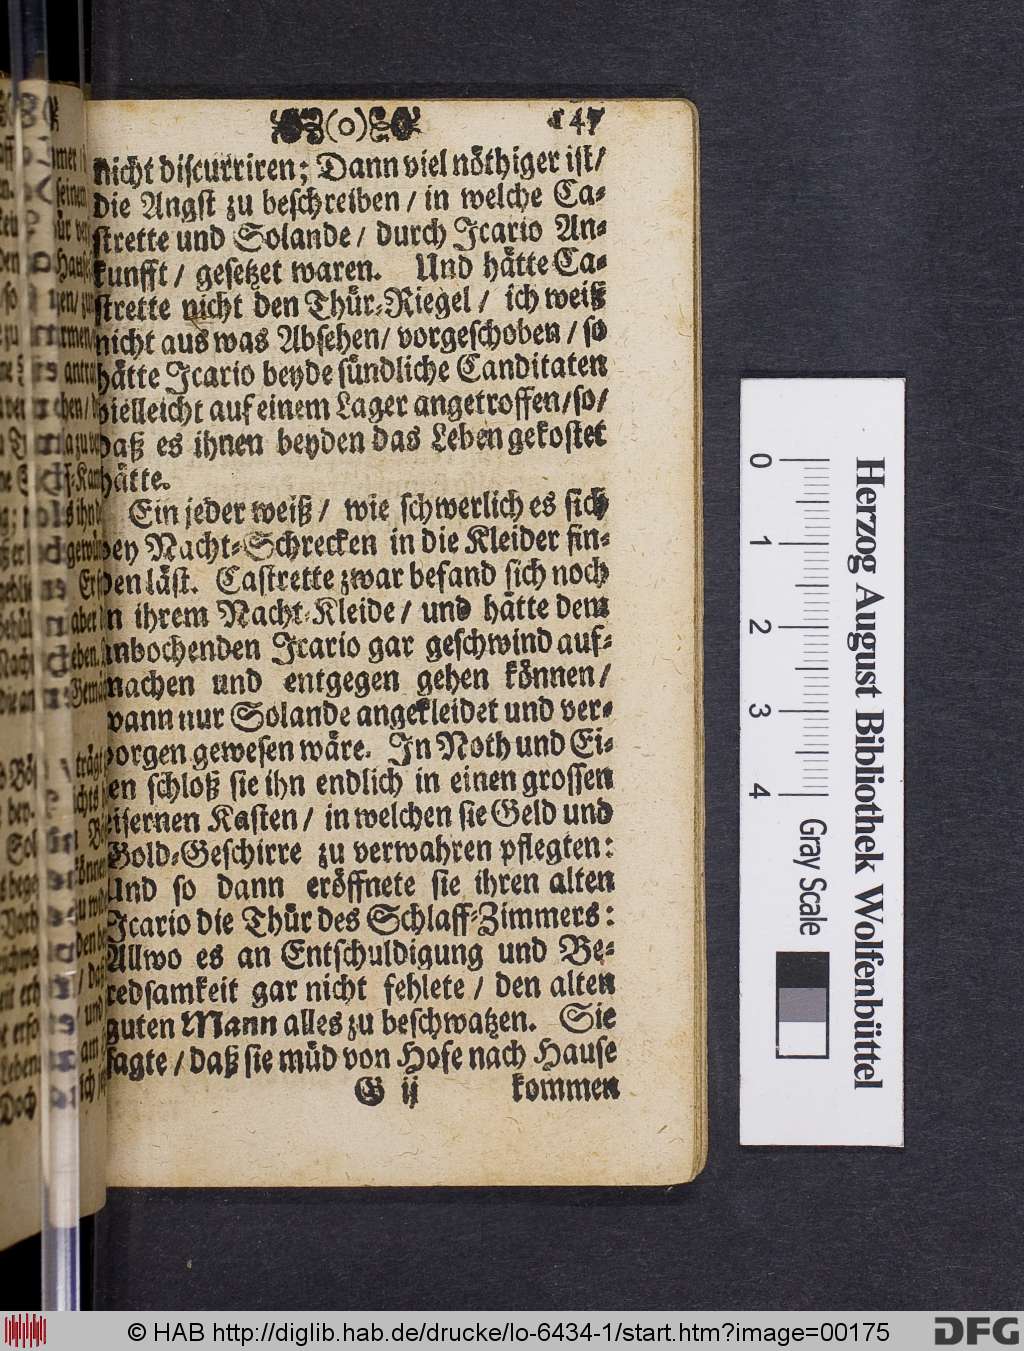 (o) 147
nicht discurriren; Dann viel nöthiger ist/
die Angst zu beschreiben / in welche Ca-
strette und Solande / durch Icario An-
kunfft / gesetzet waren. Und hätte Ca-
strette nicht den Thür-Riegel / ich weiß
nicht aus was Absehen/ vorgeschoben / so
hätte Icario beyde sündliche Canditaten
vielleicht auf einem Lager angetroffen/so/
daß es ihnen beyden das Leben gekostet
hätte.
Ein jeder weiß / wie schwerlich es sich
bey Nacht-Schrecken in die Kleider fin-
den läst. Castrette zwar befand sich noch
in ihrem Nacht-Kleide / und hätte dem
anbochenden Icario gar geschwind auf-
machen und entgegen gehen können/
wann nur Solande angekleidet und ver-
borgen gewesen wäre. In Noth und Ei-
len schloß sie ihn endlich in einen grossen
eisernen Kasten / in welchen sie Geld und
Gold-Geschirre zu verwahren pflegten:
Und so dann eröffnete sie ihren alten
Icario die Thür des Schlaff-Zimmers:
Allwo es an Entschuldigung und Be-
redsamkeit gar nicht fehlete / den alten
guten Mann alles zu beschwatzen. Sie
sagte / daß sie müd von Hofe nach Hause
G ij kommen
0 1 2 3 4
Gray Scale
Herzog August Bibliothek Wolfenbüttel
© HAB http://diglib.hab.de/drucke/lo-6434-1/start.htm?image=00175
DFG